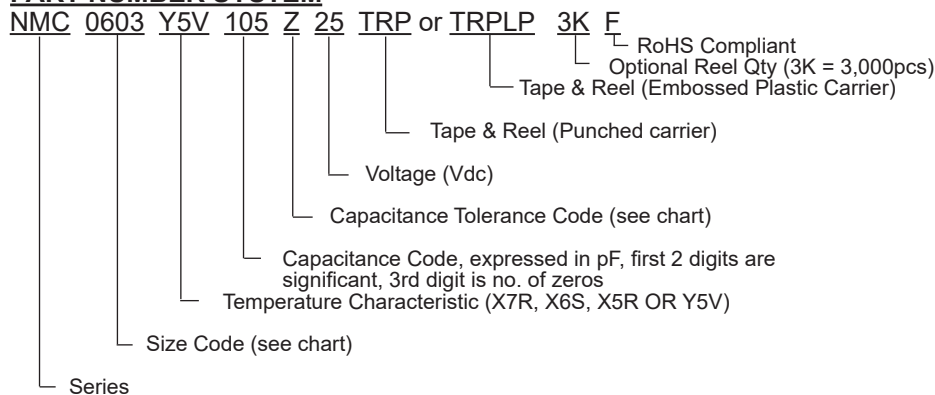 PART NUMBER SYSTEM
NMC 0603 Y5V 105 Z 25 TRP or TRPLP 3K F
RoHS Compliant
Optional Reel Qty (3K = 3,000pcs)
Tape & Reel (Embossed Plastic Carrier)
Tape & Reel (Punched carrier)
Voltage (Vdc)
Capacitance Tolerance Code (see chart)
Capacitance Code, expressed in pF, first 2 digits are
significant, 3rd digit is no. of zeros
Temperature Characteristic (X7R, X6S, X5R OR Y5V)
Size Code (see chart)
Series